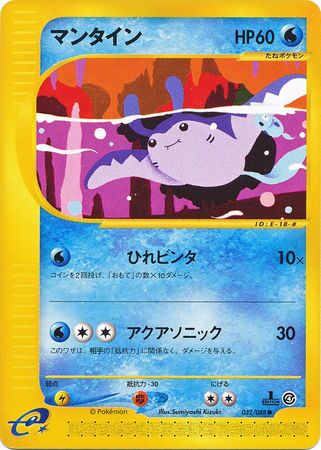 マンタイン HP60
たねポケモン
ID:E-18-#
ひれビンタ 10×
コインを2回投げ、「おもて」の数×10ダメージ。
アクアソニック 30
このワザは、相手の「抵抗力」に関係なく、ダメージを与える。
弱点 抵抗力 -30 にげる
© Pokémon Illus.Sumiyoshi Kizuki 032/088 ●
1 EDITION
e